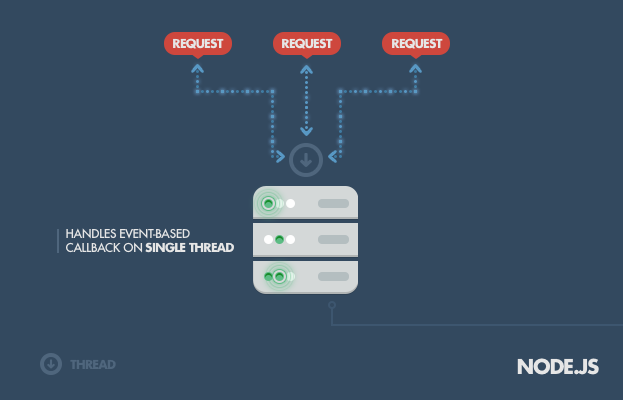 REQUEST REQUEST REQUEST
HANDLES EVENT-BASED
CALLBACK ON SINGLE THREAD
THREAD
NODE.JS